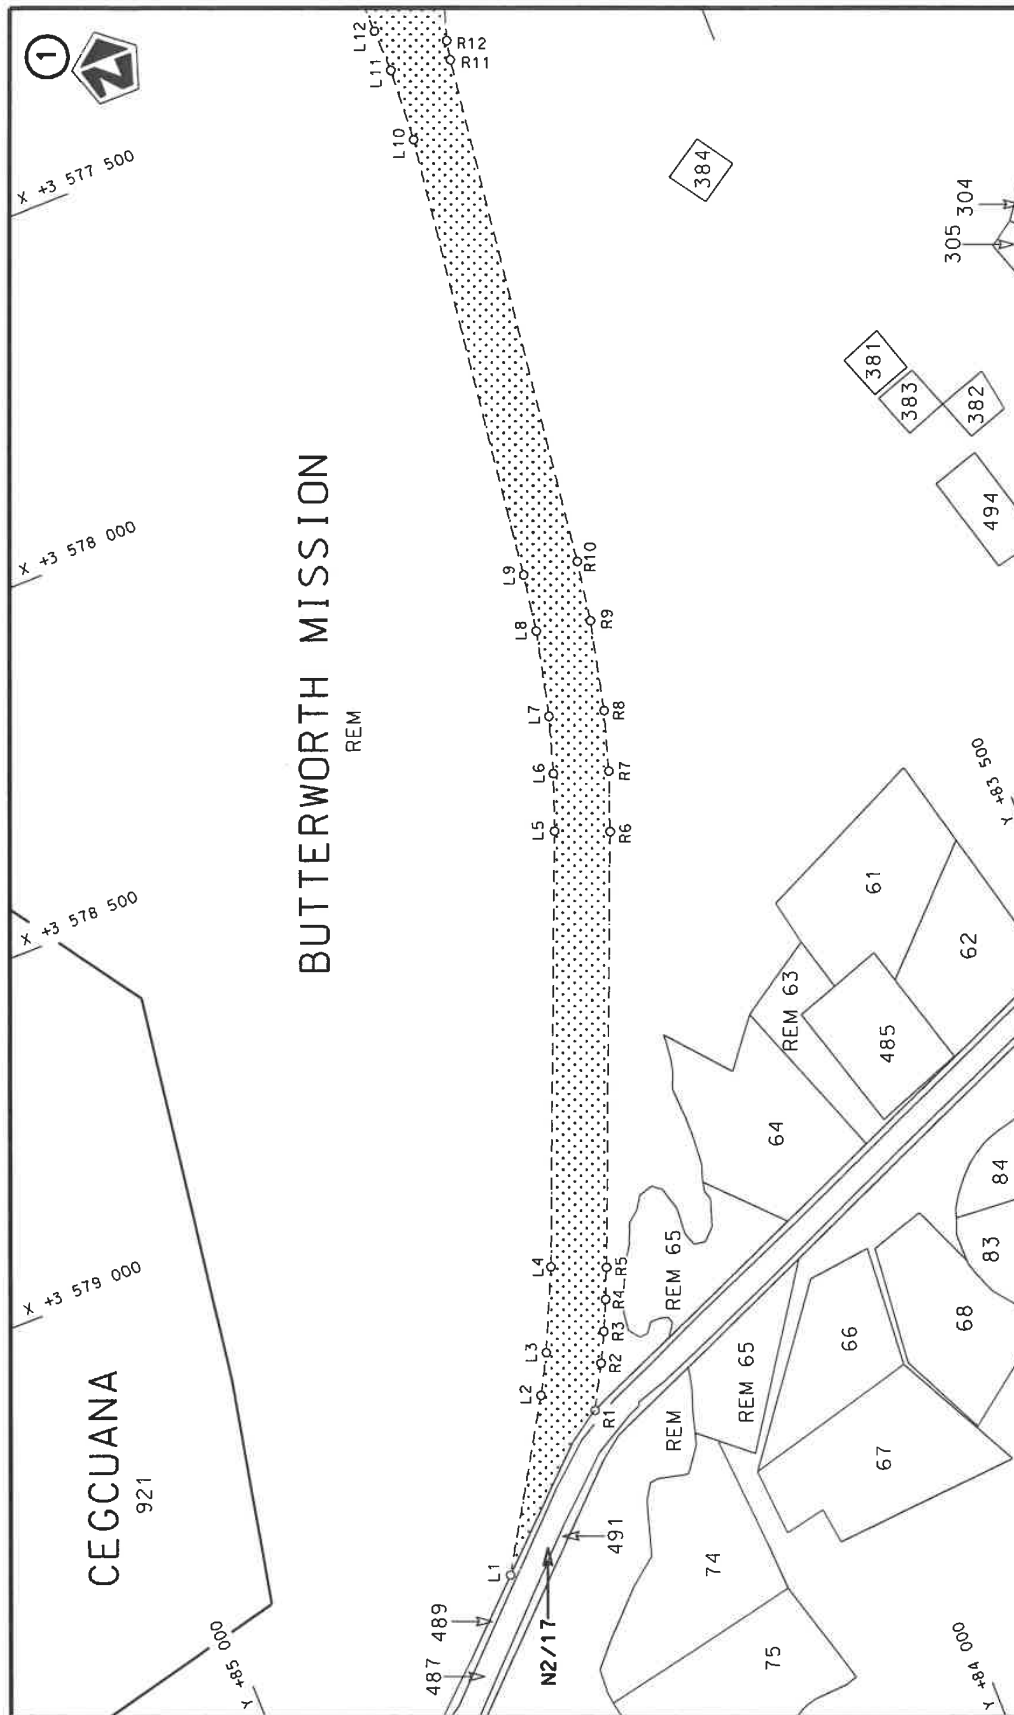 1
N
X +3 577 500
X +3 578 000
X +3 578 500
X +3 579 000
Y +85 000
Y +84 000
Y +83 500
CEGCUANA
921
BUTTERWORTH MISSION
REM
L1
L2
L3
L4
L5
L6
L7
L8
L9
L10
L11
L12
R1
R2
R3
R4
R5
R6
R7
R8
R9
R10
R11
R12
487
489
N2/17
491
REM
REM 65
REM 65
74
75
67
66
68
83
84
64
REM 63
485
61
62
494
382
383
381
384
305
304